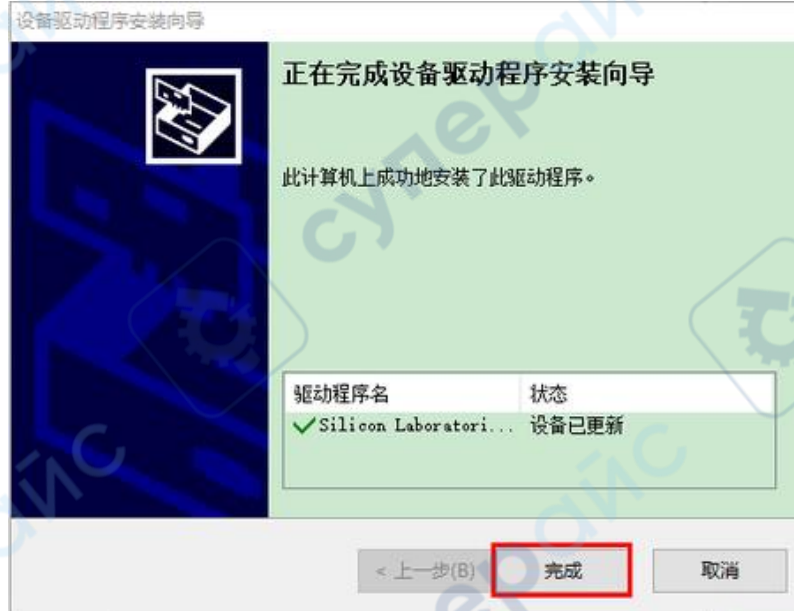 设备驱动程序安装向导
正在完成设备驱动程序安装向导
此计算机上成功地安装了此驱动程序。
驱动程序名 状态
Silicon Laboratori... 设备已更新
< 上一步(B) 完成 取消
суперайс